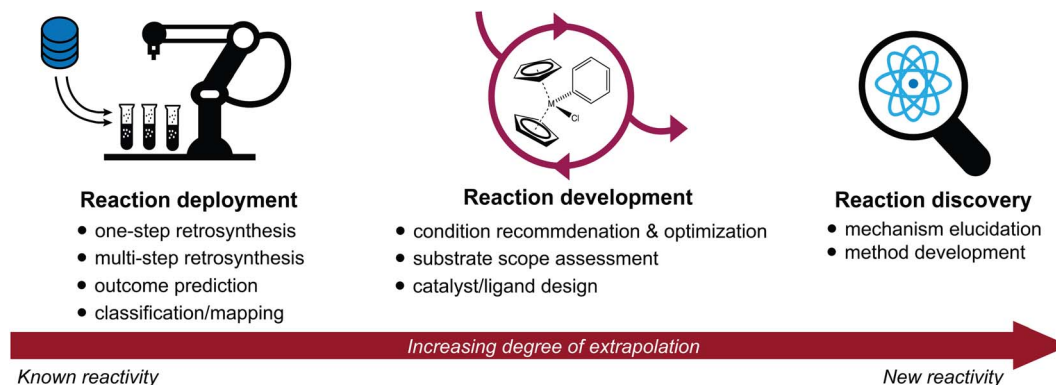 M
Cl
Reaction deployment
one-step retrosynthesis
multi-step retrosynthesis
outcome prediction
classification/mapping
Reaction development
condition recommdenation & optimization
substrate scope assessment
catalyst/ligand design
Reaction discovery
mechanism elucidation
method development
Increasing degree of extrapolation
Known reactivity
New reactivity